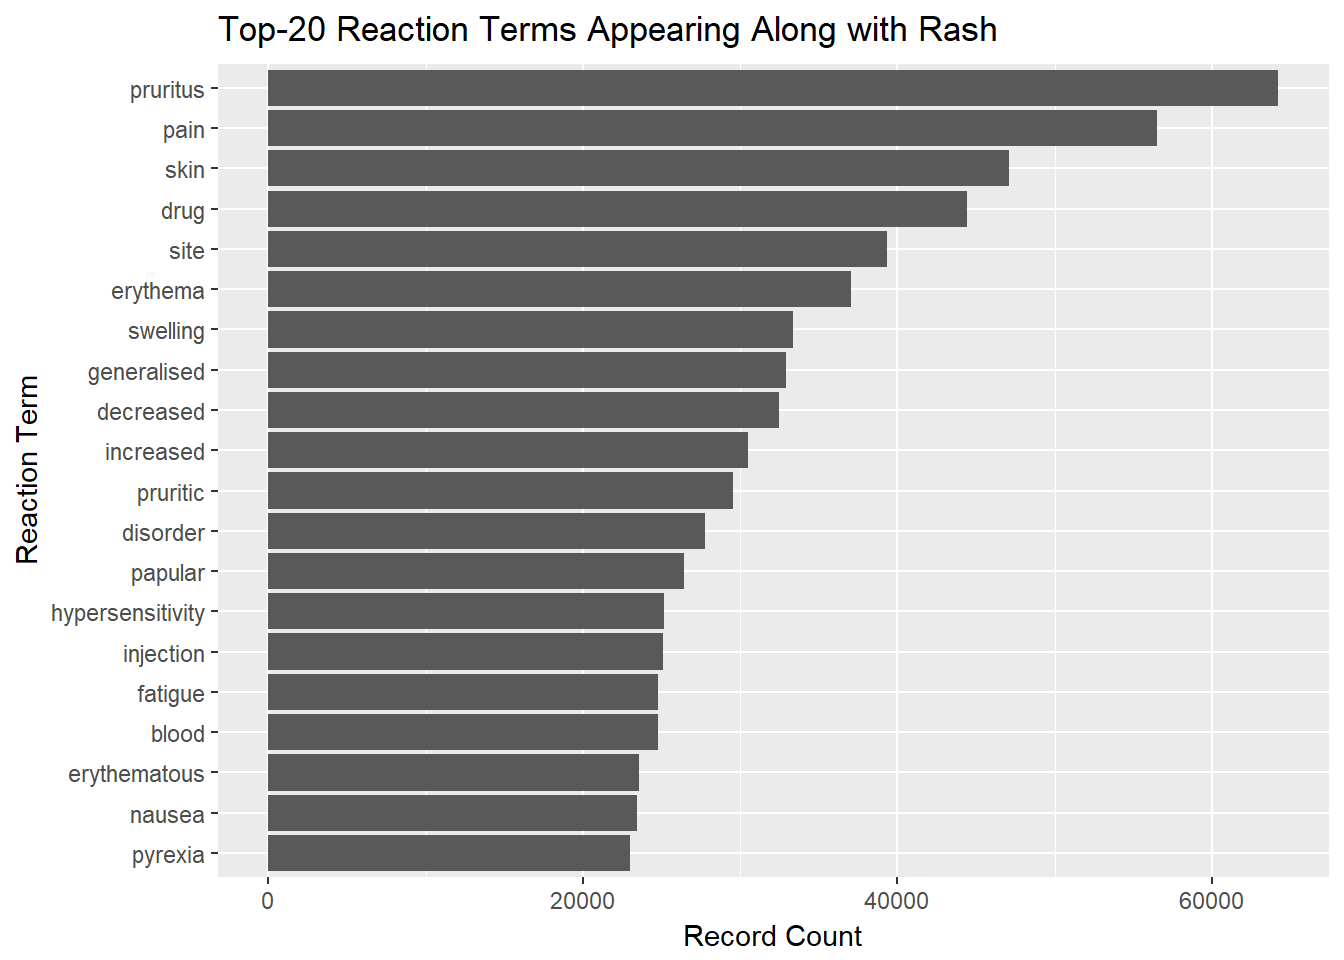 Top-20 Reaction Terms Appearing Along with Rash
Reaction Term
pruritus
pain
skin
drug
site
erythema
swelling
generalised
decreased
increased
pruritic
disorder
papular
hypersensitivity
injection
fatigue
blood
erythematous
nausea
pyrexia
0 20000 40000 60000
Record Count